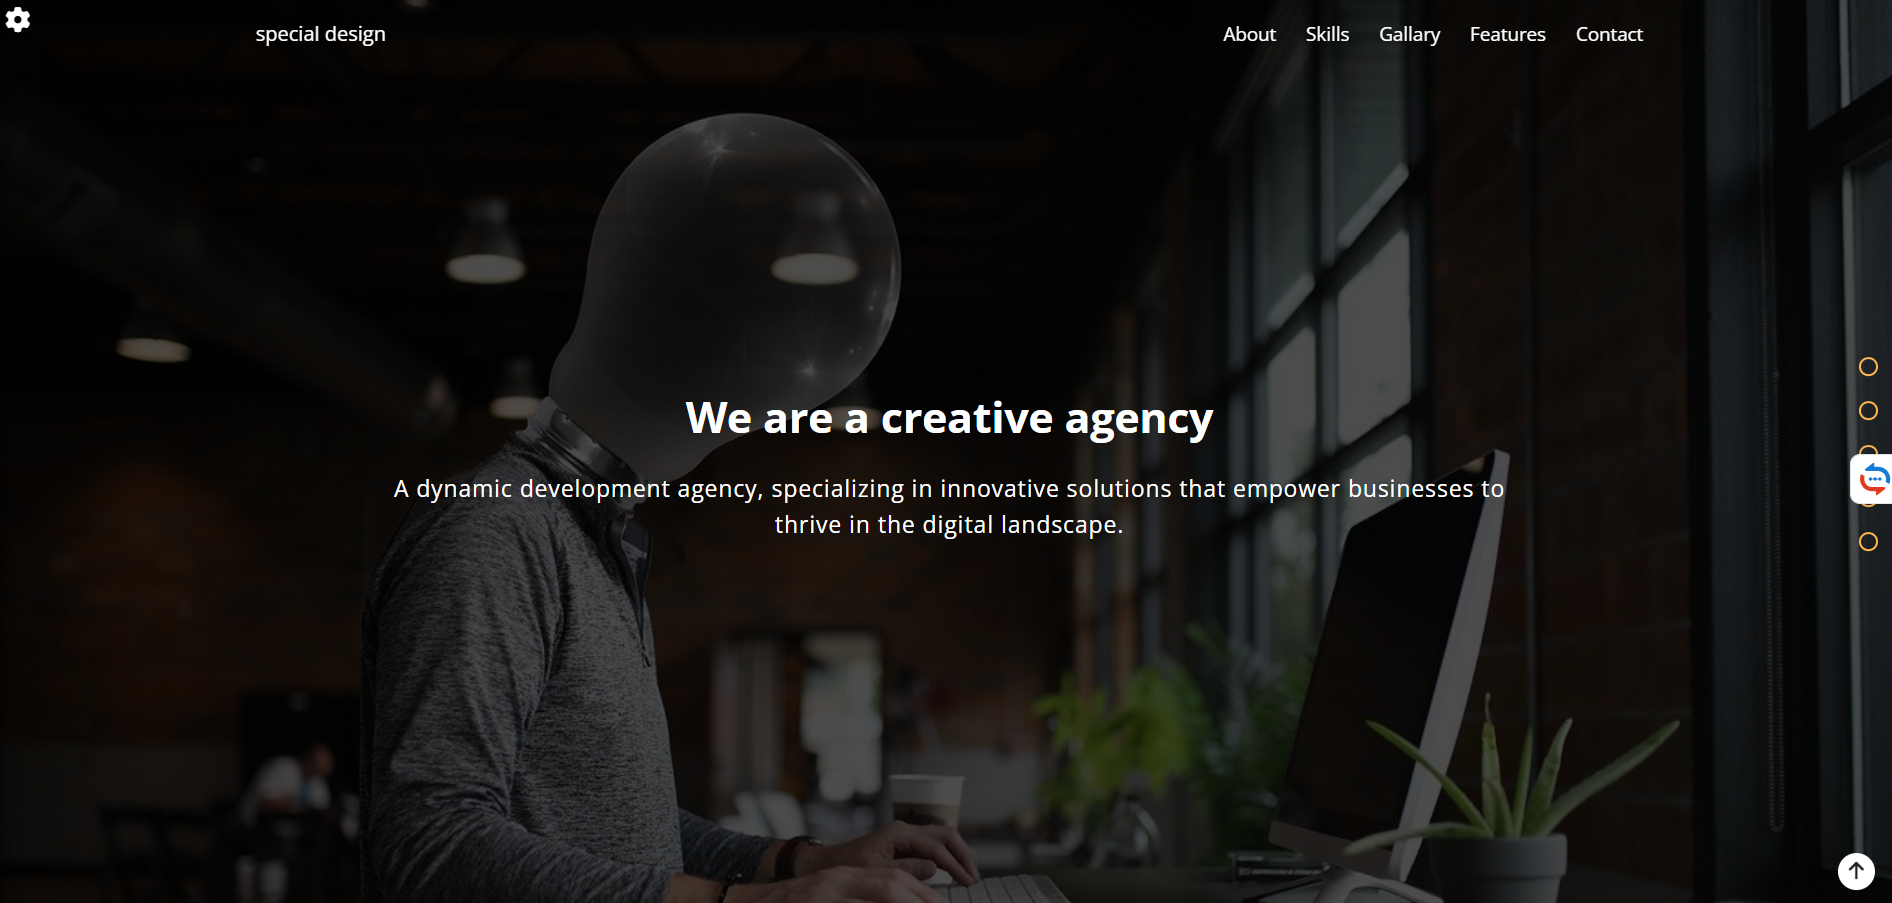 special design
About Skills Gallary Features Contact
We are a creative agency
A dynamic development agency, specializing in innovative solutions that empower businesses to
thrive in the digital landscape.